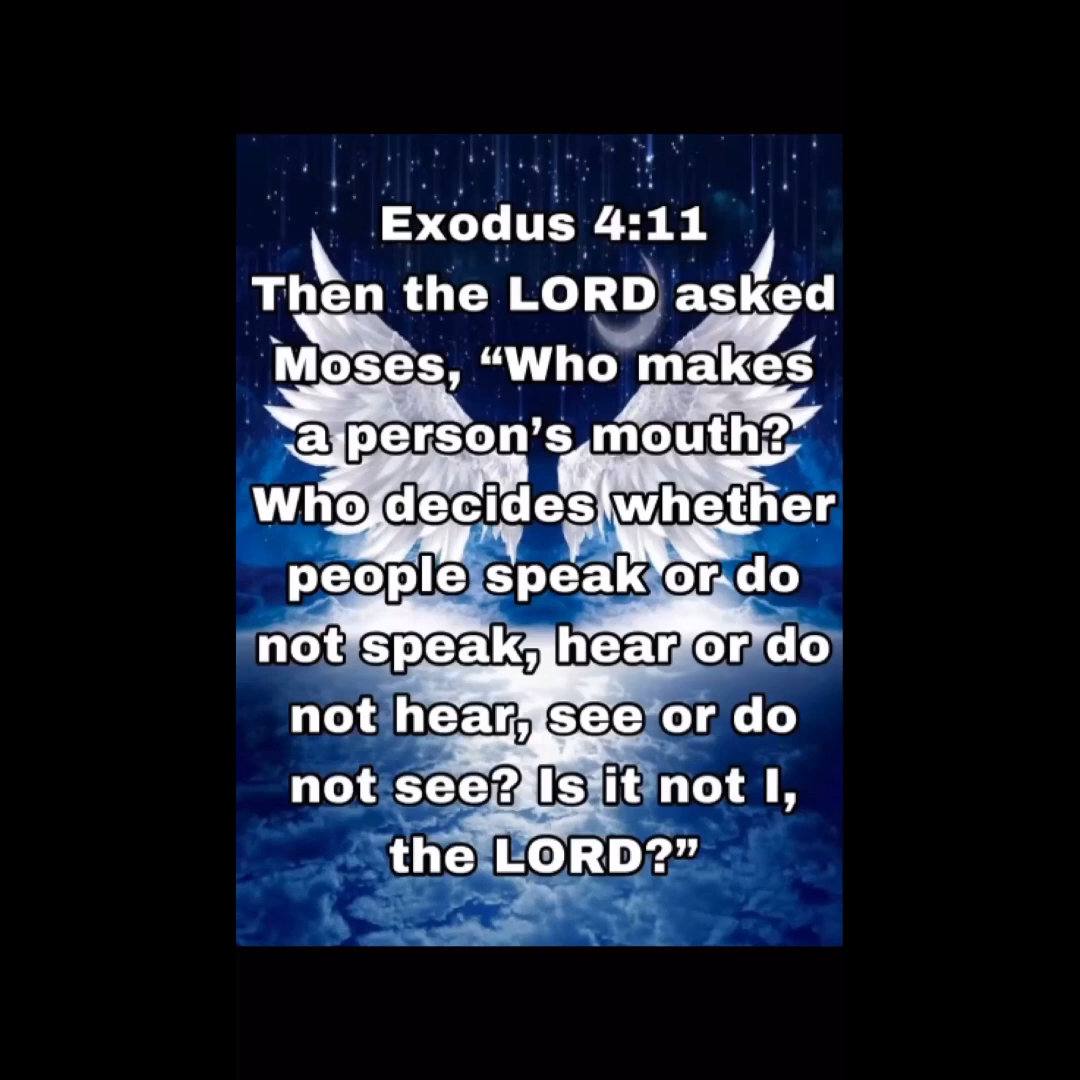 Exodus 4:11
Then the LORD asked
Moses, “Who makes
a person’s mouth?
Who decides whether
people speak or do
not speak, hear or do
not hear, see or do
not see? Is it not I,
the LORD?”